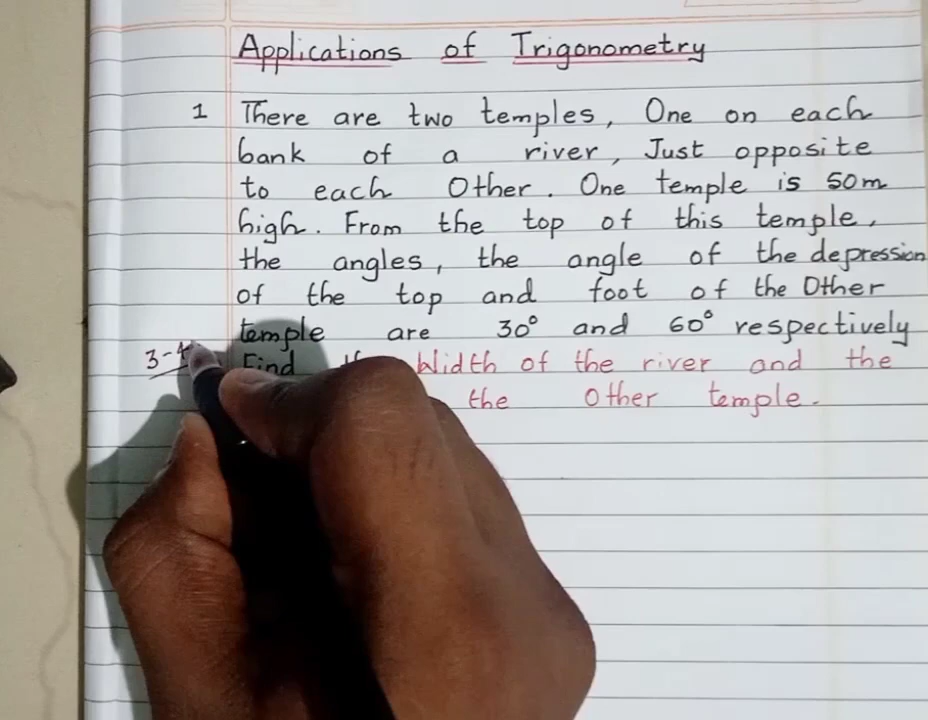 Applications of Trigonometry
1 There are two temples, One on each
bank of a river, Just opposite
to each Other. One temple is 50m
high. From the top of this temple,
the angles, the angle of the depression
of the top and foot of the Other
temple are 30° and 60° respectively
3-4 Find Width of the river and the
the Other temple.